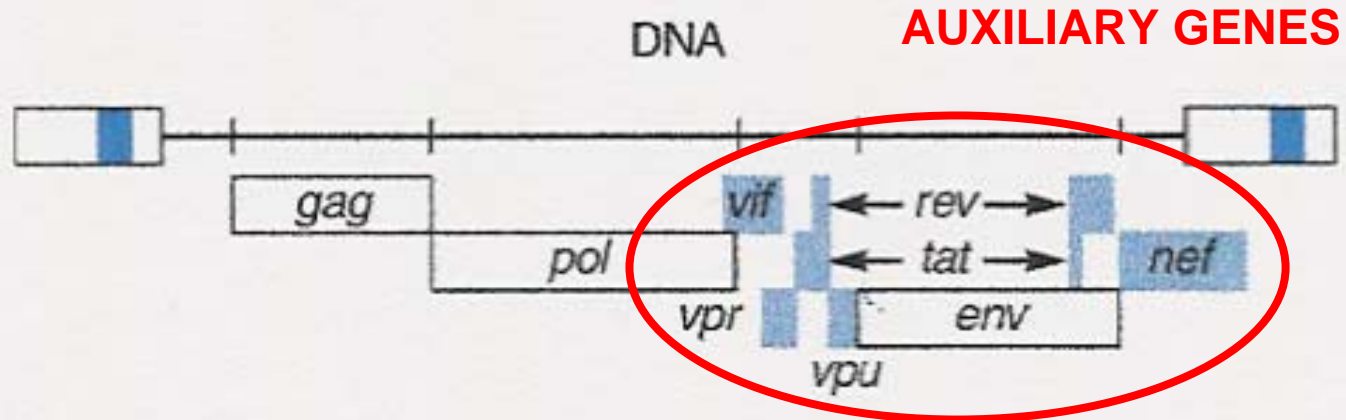 AUXILIARY GENES
DNA
gag
vif
rev
pol
tat
nef
vpr
env
vpu